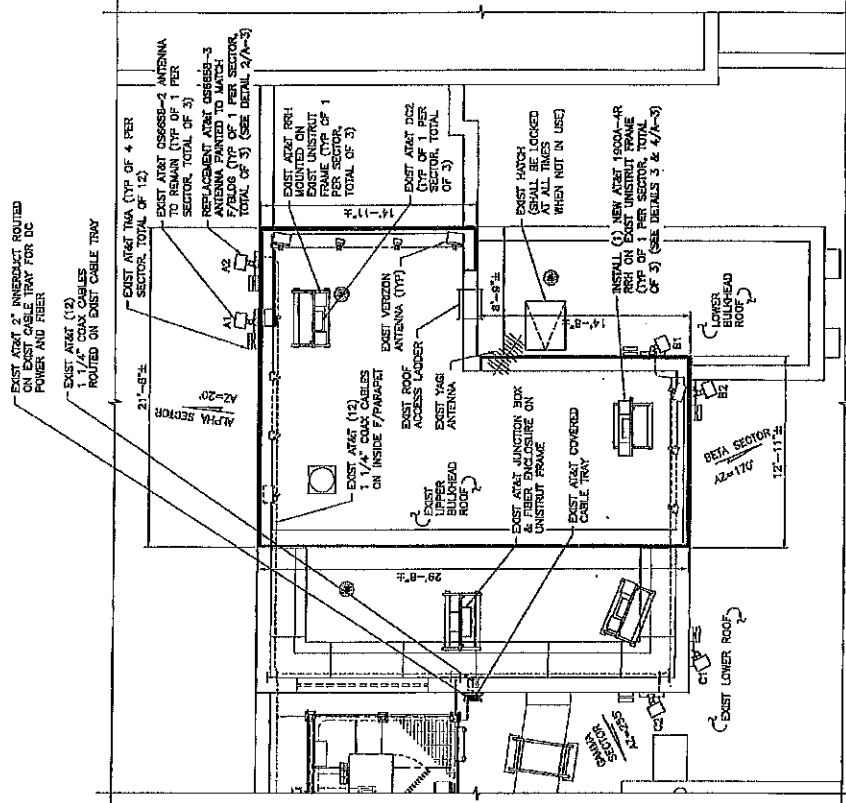 EXIST AT&T 2" INNERDUCT ROUTED
ON EXIST CABLE TRAY FOR DC
POWER AND FIBER
EXIST AT&T (12)
1 1/4" COAX CABLES
ROUTED ON EXIST CABLE TRAY
21'-8"±
ALPHA SECTOR
AZ=20'
EXIST AT&T TMA (TYP OF 4 PER
SECTOR, TOTAL OF 12)
EXIST AT&T QS6658-2 ANTENNA
TO REMAIN (TYP OF 1 PER
SECTOR, TOTAL OF 3)
REPLACEMENT AT&T QS6658-3
ANTENNA PAINTED TO MATCH
F/BLDG (TYP OF 1 PER SECTOR,
TOTAL OF 3) (SEE DETAIL 2/A-3)
A1
A2
EXIST AT&T RRH
MOUNTED ON
EXIST UNISTRUT
FRAME (TYP OF 1
PER SECTOR,
TOTAL OF 3)
14'-11"±
EXIST AT&T DC2
(TYP OF 1 PER
SECTOR, TOTAL
OF 3)
EXIST AT&T (12)
1 1/4" COAX CABLES
ON INSIDE F/PARAPET
EXIST VERIZON
ANTENNA (TYP)
EXIST ROOF
ACCESS LADDER
EXIST YAGI
ANTENNA
EXIST HATCH
(SHALL BE LOCKED
AT ALL TIMES
WHEN NOT IN USE)
14'-8"±
INSTALL (1) NEW AT&T 1900A-4R
RRH ON EXIST UNISTRUT FRAME
(TYP OF 1 PER SECTOR, TOTAL
OF 3) (SEE DETAILS 3 & 4/A-3)
EXIST
UPPER
BULKHEAD
ROOF
EXIST AT&T JUNCTION BOX
& FIBER ENCLOSURE ON
UNISTRUT FRAME
EXIST AT&T COVERED
CABLE TRAY
LOWER
BULKHEAD
ROOF
B1
B2
BETA SECTOR
AZ=170'
12'-11"±
29'-8"±
C1
C2
GAMMA
SECTOR
AZ=255
EXIST LOWER ROOF